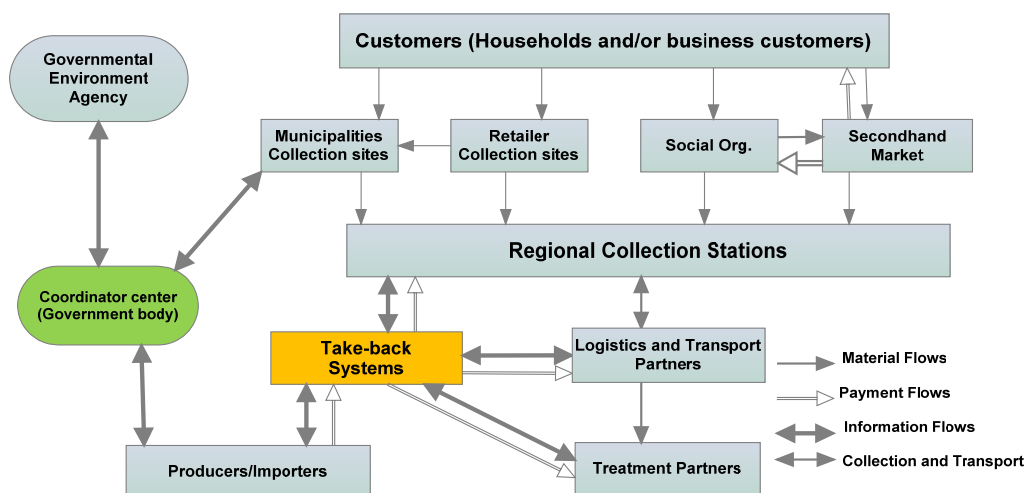 Customers (Households and/or business customers)
Governmental
Environment
Agency
Municipalities
Collection sites
Retailer
Collection sites
Social Org.
Secondhand
Market
Regional Collection Stations
Coordinator center
(Government body)
Take-back
Systems
Logistics and Transport
Partners
Producers/Importers
Treatment Partners
Material Flows
Payment Flows
Information Flows
Collection and Transport